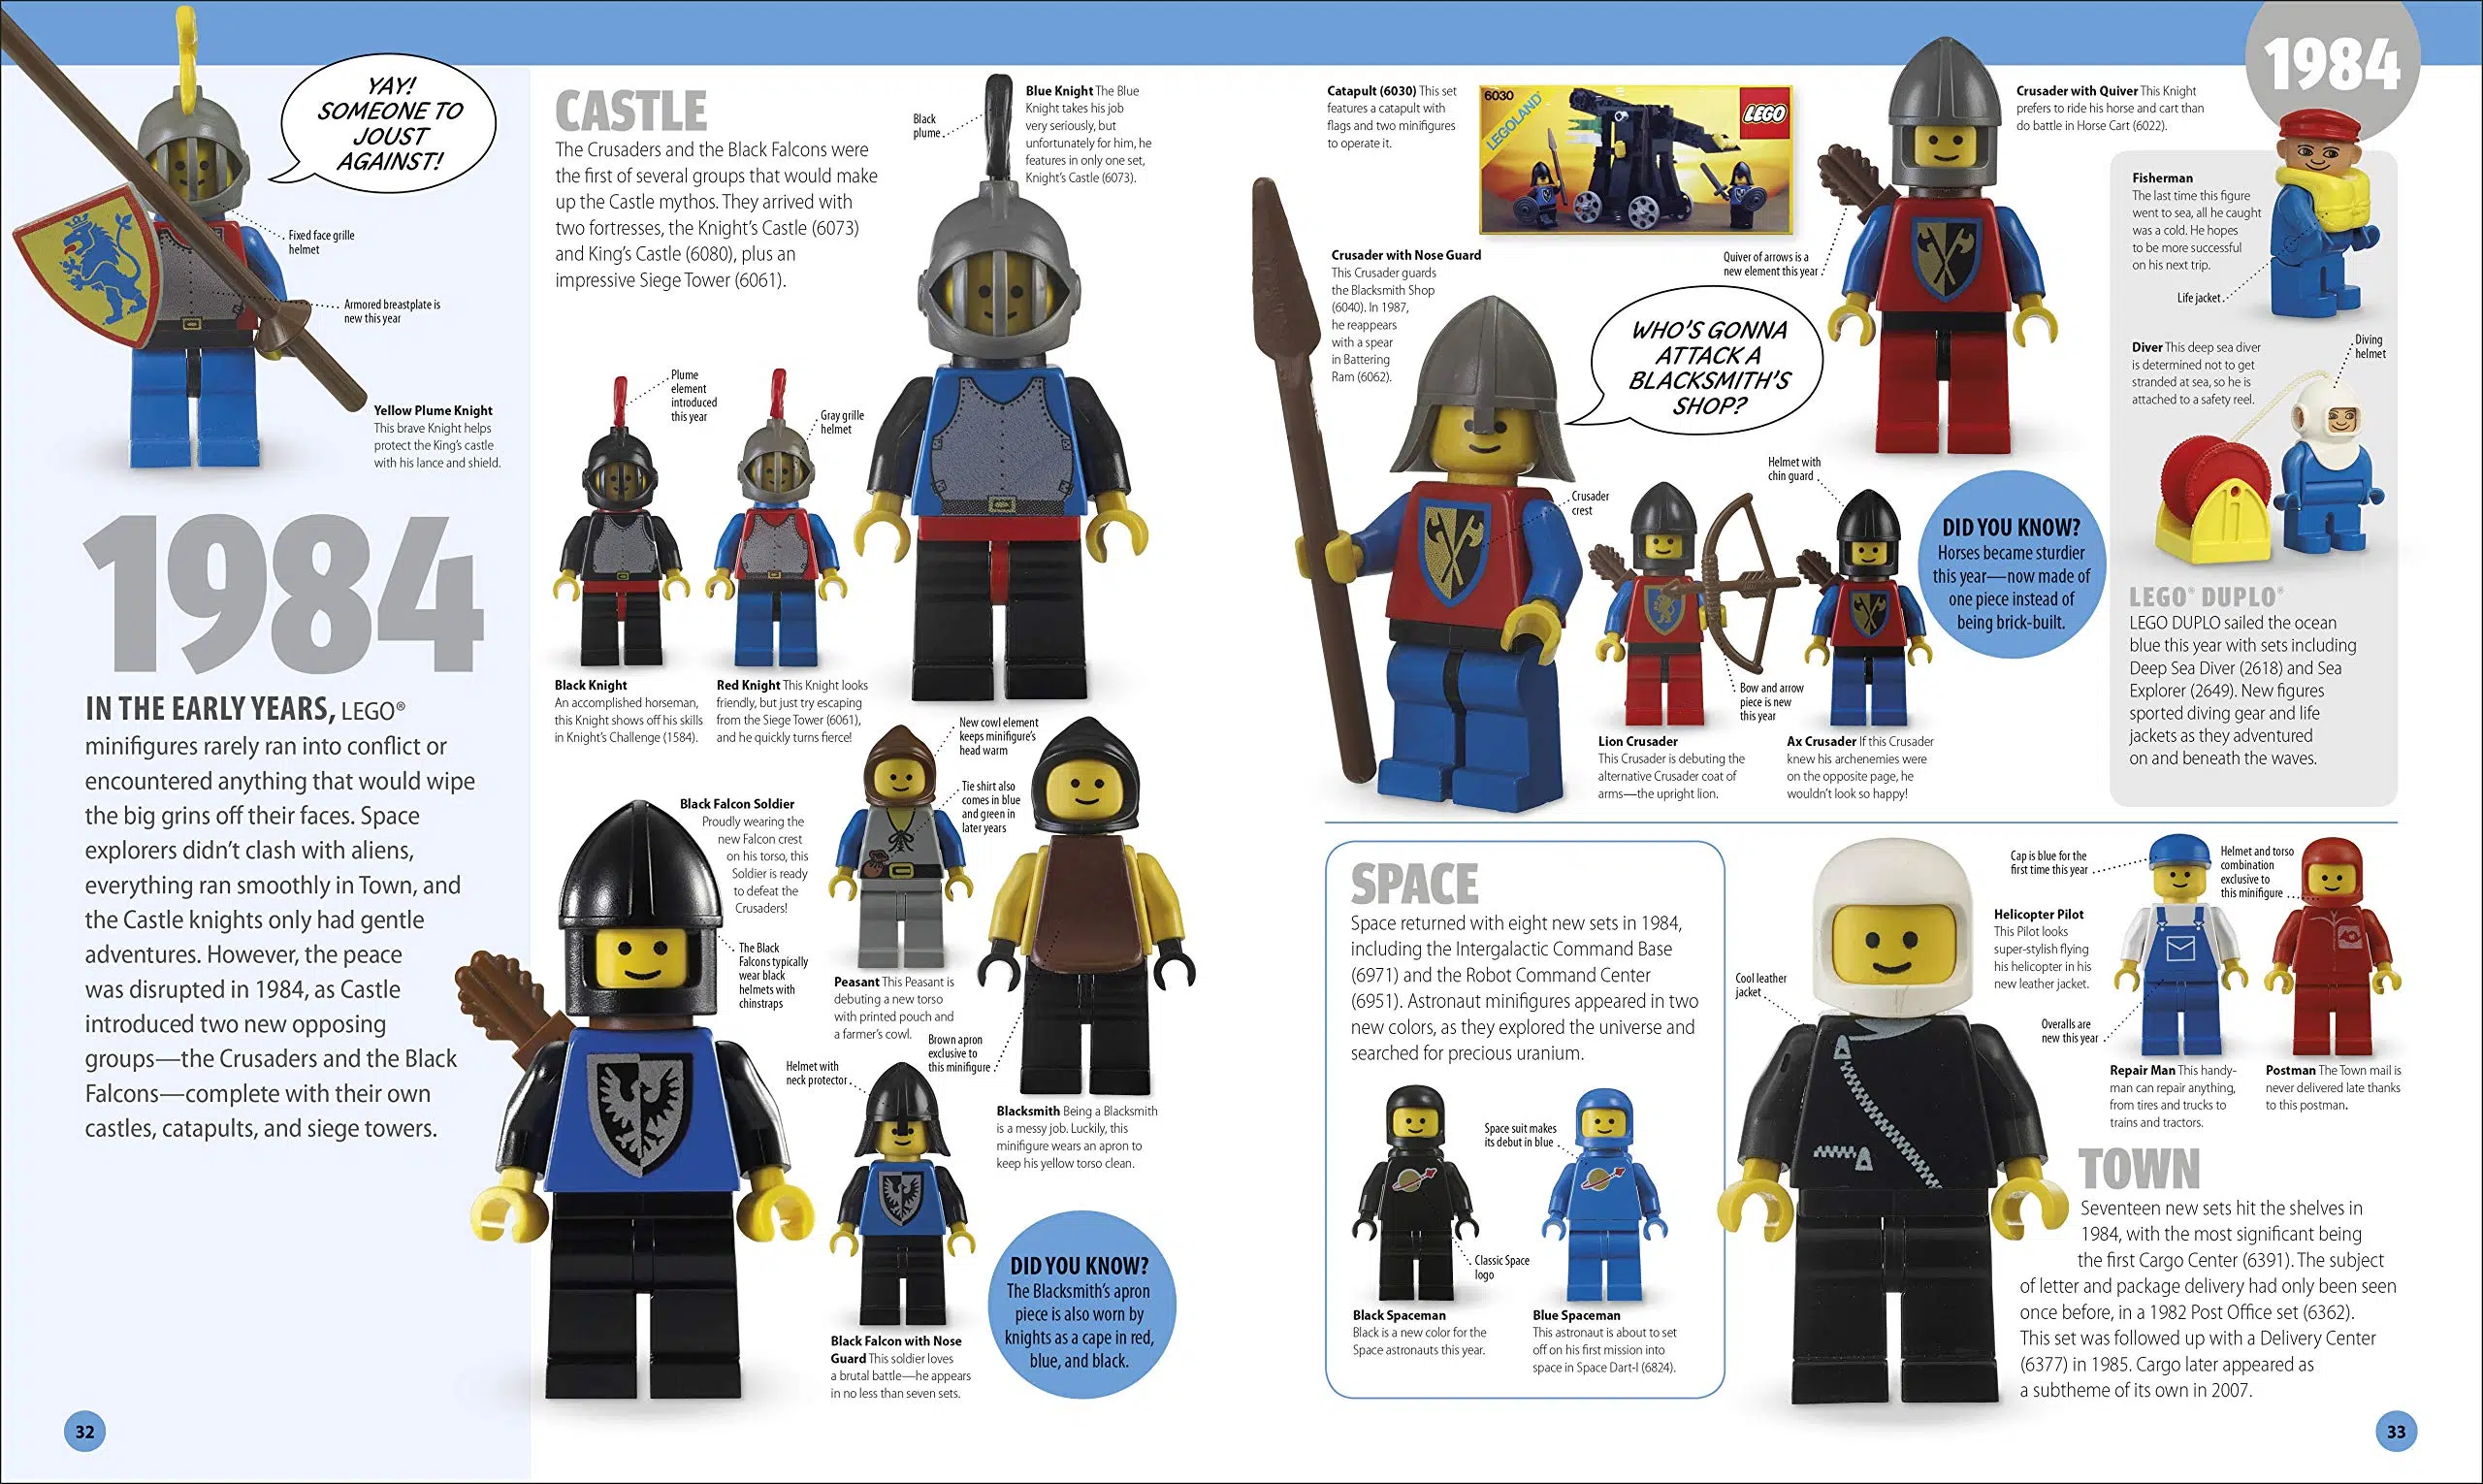 YAY!
SOMEONE TO
JOUST
AGAINST!
Fixed face grille
helmet
Armored breastplate is
new this year
Yellow Plume Knight
This brave Knight helps
protect the King's castle
with his lance and shield.
1984
IN THE EARLY YEARS, LEGO®
minifigures rarely ran into conflict or
encountered anything that would wipe
the big grins off their faces. Space
explorers didn't clash with aliens,
everything ran smoothly in Town, and
the Castle knights only had gentle
adventures. However, the peace
was disrupted in 1984, as Castle
introduced two new opposing
groups—the Crusaders and the Black
Falcons—complete with their own
castles, catapults, and siege towers.
32
CASTLE
The Crusaders and the Black Falcons were
the first of several groups that would make
up the Castle mythos. They arrived with
two fortresses, the Knight's Castle (6073)
and King's Castle (6080), plus an
impressive Siege Tower (6061).
Black
plume
Blue Knight The Blue
Knight takes his job
very seriously, but
unfortunately for him, he
features in only one set,
Knight's Castle (6073).
Plume
element
introduced
this year
Gray grille
helmet
Black Knight
An accomplished horseman,
this Knight shows off his skills
in Knight's Challenge (1584).
Red Knight This Knight looks
friendly, but just try escaping
from the Siege Tower (6061),
and he quickly turns fierce!
New cowl element
keeps minifigure's
head warm
Tie shirt also
comes in blue
and green in
later years
Black Falcon Soldier
Proudly wearing the
new Falcon crest
on his torso, this
Soldier is ready
to defeat the
Crusaders!
The Black
Falcons typically
wear black
helmets with
chinstraps
Peasant This Peasant is
debuting a new torso
with printed pouch and
a farmer's cowl.
Brown apron
exclusive to
this minifigure
Helmet with
neck protector
Blacksmith Being a Blacksmith
is a messy job. Luckily, this
minifigure wears an apron to
keep his yellow torso clean.
Black Falcon with Nose
Guard This soldier loves
a brutal battle—he appears
in no less than seven sets.
DID YOU KNOW?
The Blacksmith's apron
piece is also worn by
knights as a cape in red,
blue, and black.
1984
Catapult (6030) This set
features a catapult with
flags and two minifigures
to operate it.
6030
LEGOLAND
LEGO
Crusader with Quiver This Knight
prefers to ride his horse and cart than
do battle in Horse Cart (6022).
Quiver of arrows is a
new element this year
Crusader with Nose Guard
This Crusader guards
the Blacksmith Shop
(6040). In 1987,
he reappears
with a spear
in Battering
Ram (6062).
WHO'S GONNA
ATTACK A
BLACKSMITH'S
SHOP?
Crusader
crest
Helmet with
chin guard
Bow and arrow
piece is new
this year
Lion Crusader
This Crusader is debuting the
alternative Crusader coat of
arms—the upright lion.
Ax Crusader If this Crusader
knew his archenemies were
on the opposite page, he
wouldn't look so happy!
DID YOU KNOW?
Horses became sturdier
this year—now made of
one piece instead of
being brick-built.
Fisherman
The last time this figure
went to sea, all he caught
was a cold. He hopes
to be more successful
on his next trip.
Life jacket
Diver This deep sea diver
is determined not to get
stranded at sea, so he is
attached to a safety reel.
Diving
helmet
LEGO® DUPLO®
LEGO DUPLO sailed the ocean
blue this year with sets including
Deep Sea Diver (2618) and Sea
Explorer (2649). New figures
sported diving gear and life
jackets as they adventured
on and beneath the waves.
SPACE
Space returned with eight new sets in 1984,
including the Intergalactic Command Base
(6971) and the Robot Command Center
(6951). Astronaut minifigures appeared in two
new colors, as they explored the universe and
searched for precious uranium.
Space suit makes
its debut in blue
Classic Space
logo
Black Spaceman
Black is a new color for the
Space astronauts this year.
Blue Spaceman
This astronaut is about to set
off on his first mission into
space in Space Dart-I (6824).
Cool leather
jacket
Helicopter Pilot
This Pilot looks
super-stylish flying
his helicopter in his
new leather jacket.
Cap is blue for the
first time this year
Helmet and torso
combination
exclusive to
this minifigure
Overalls are
new this year
Repair Man This handy-
man can repair anything,
from tires and trucks to
trains and tractors.
Postman The Town mail is
never delivered late thanks
to this postman.
TOWN
Seventeen new sets hit the shelves in
1984, with the most significant being
the first Cargo Center (6391). The subject
of letter and package delivery had only been seen
once before, in a 1982 Post Office set (6362).
This set was followed up with a Delivery Center
(6377) in 1985. Cargo later appeared as
a subtheme of its own in 2007.
33